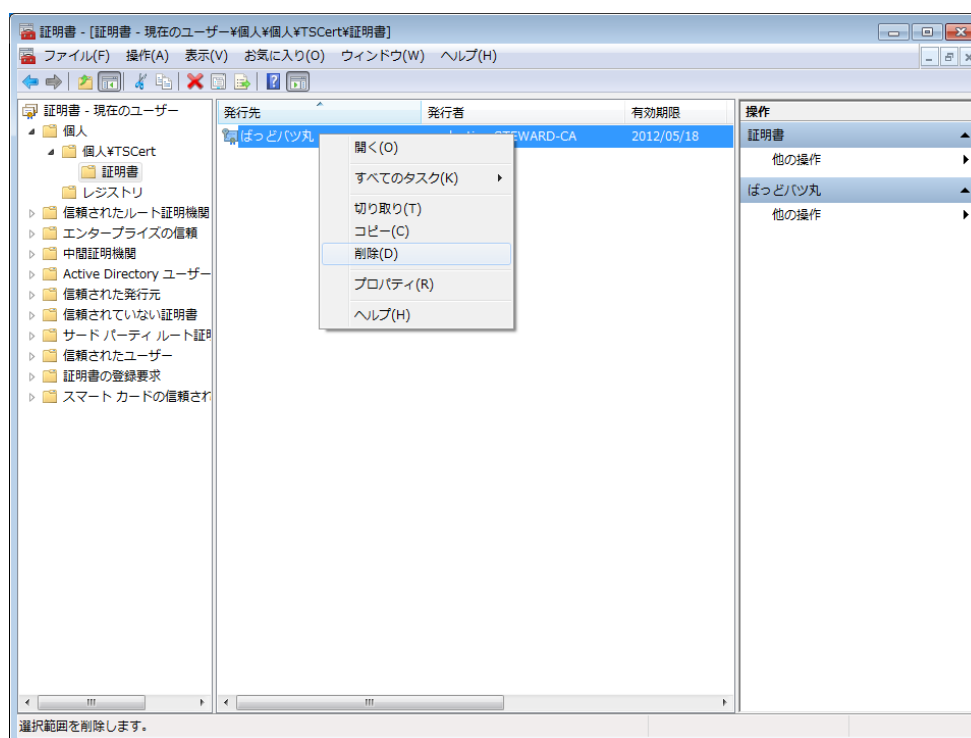 証明書 - [証明書 - 現在のユーザー¥個人¥個人¥TSCert¥証明書]
ファイル(F) 操作(A) 表示(V) お気に入り(O) ウィンドウ(W) ヘルプ(H)
証明書 - 現在のユーザー
個人
個人¥TSCert
証明書
レジストリ
信頼されたルート証明機関
エンタープライズの信頼
中間証明機関
Active Directory ユーザー
信頼された発行元
信頼されていない証明書
サード パーティ ルート証明
信頼されたユーザー
証明書の登録要求
スマート カードの信頼され
発行先 発行者 有効期限
ばっどバツ丸 STEWARD-CA 2012/05/18
開く(O)
すべてのタスク(K)
切り取り(T)
コピー(C)
削除(D)
プロパティ(R)
ヘルプ(H)
操作
証明書
他の操作
ばっどバツ丸
他の操作
選択範囲を削除します。